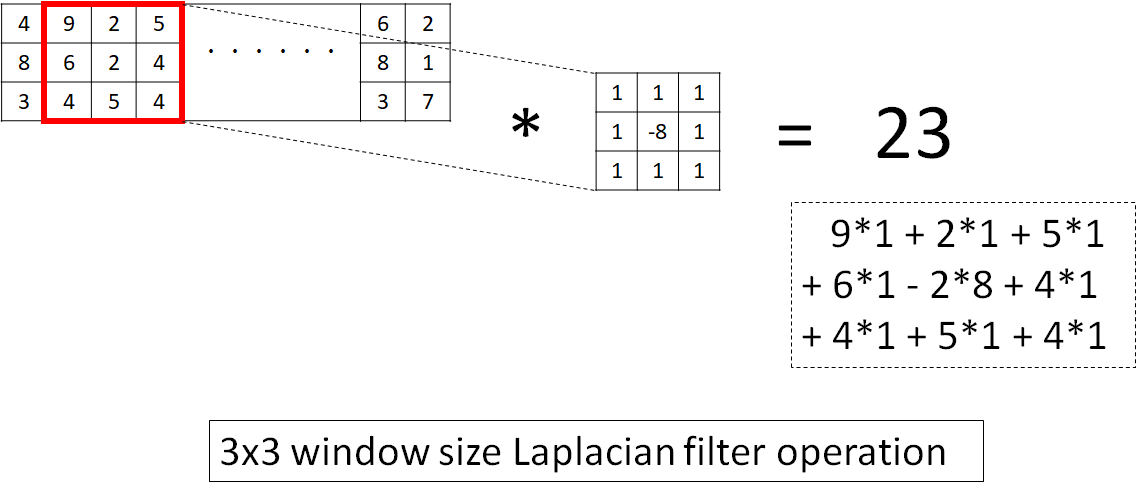 4 9 2 5 . . . . . . 6 2
8 6 2 4 8 1
3 4 5 4 3 7
*
1 1 1
1 -8 1
1 1 1
= 23
9*1 + 2*1 + 5*1
+ 6*1 - 2*8 + 4*1
+ 4*1 + 5*1 + 4*1
3x3 window size Laplacian filter operation